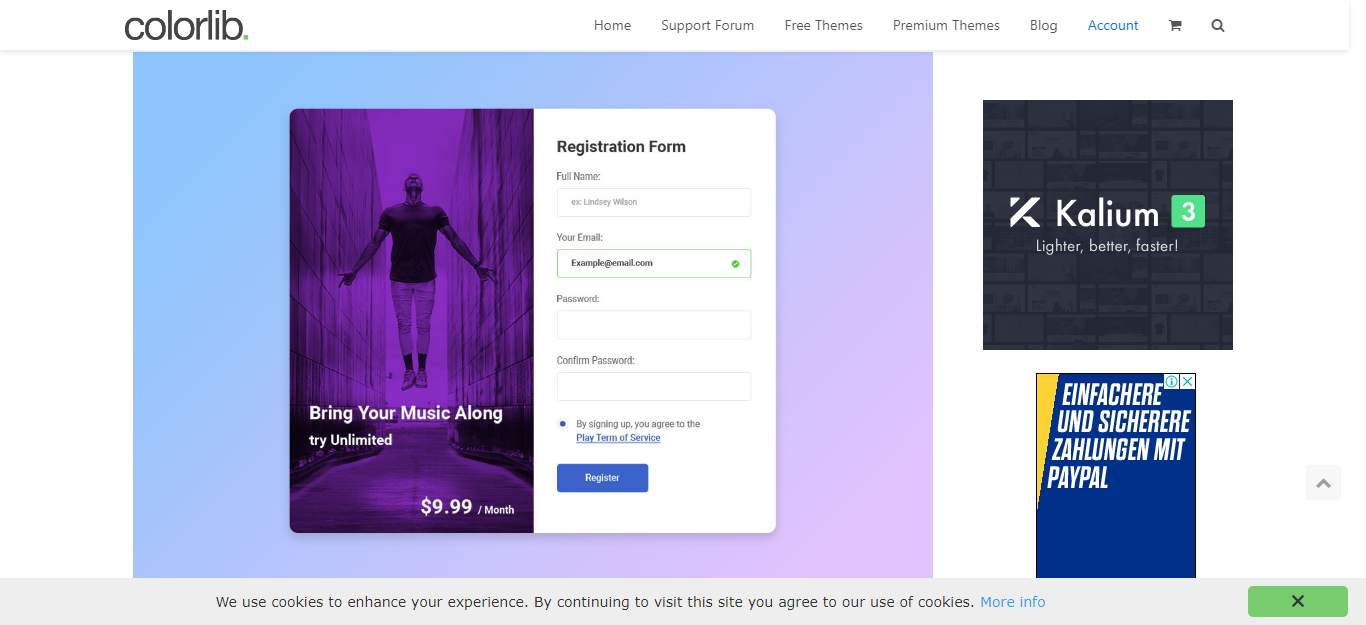 colorlib.
Home Support Forum Free Themes Premium Themes Blog Account
Registration Form
Full Name:
ex: Lindsey Wilson
Your Email:
Example@email.com
Password:
Confirm Password:
By signing up, you agree to the
Play Term of Service
Register
Bring Your Music Along
try Unlimited
$9.99 / Month
Kalium 3
Lighter, better, faster!
EINFACHERE
UND SICHERERE
ZAHLUNGEN MIT
PAYPAL
We use cookies to enhance your experience. By continuing to visit this site you agree to our use of cookies. More info